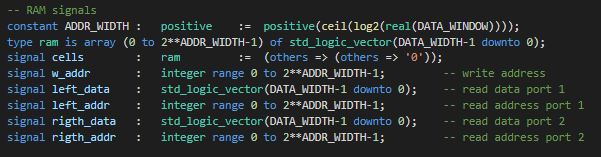 -- RAM signals
constant ADDR_WIDTH :   positive    :=  positive(ceil(log2(real(DATA_WINDOW))));
type ram is array (0 to 2**ADDR_WIDTH-1) of std_logic_vector(DATA_WIDTH-1 downto 0);
signal cells        :   ram         :=  (others => (others => '0'));
signal w_addr       :   integer range 0 to 2**ADDR_WIDTH-1;         -- write address
signal left_data    :   std_logic_vector(DATA_WIDTH-1 downto 0);    -- read data port 1
signal left_addr    :   integer range 0 to 2**ADDR_WIDTH-1;         -- read address port 1
signal rigth_data   :   std_logic_vector(DATA_WIDTH-1 downto 0);    -- read data port 2
signal rigth_addr   :   integer range 0 to 2**ADDR_WIDTH-1;         -- read address port 2